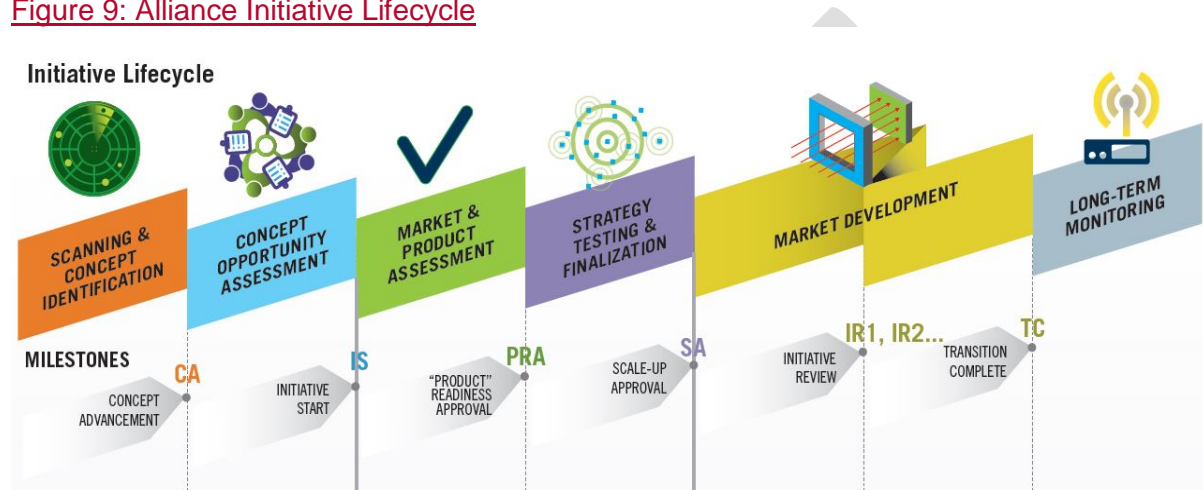 Figure 9: Alliance Initiative Lifecycle
Initiative Lifecycle
SCANNING &
CONCEPT
IDENTIFICATION
CONCEPT
OPPORTUNITY
ASSESSMENT
MARKET &
PRODUCT
ASSESSMENT
STRATEGY
TESTING &
FINALIZATION
MARKET DEVELOPMENT
LONG-TERM
MONITORING
MILESTONES
CA
CONCEPT
ADVANCEMENT
IS
INITIATIVE
START
PRA
"PRODUCT"
READINESS
APPROVAL
SA
SCALE-UP
APPROVAL
IR1, IR2...
INITIATIVE
REVIEW
TC
TRANSITION
COMPLETE